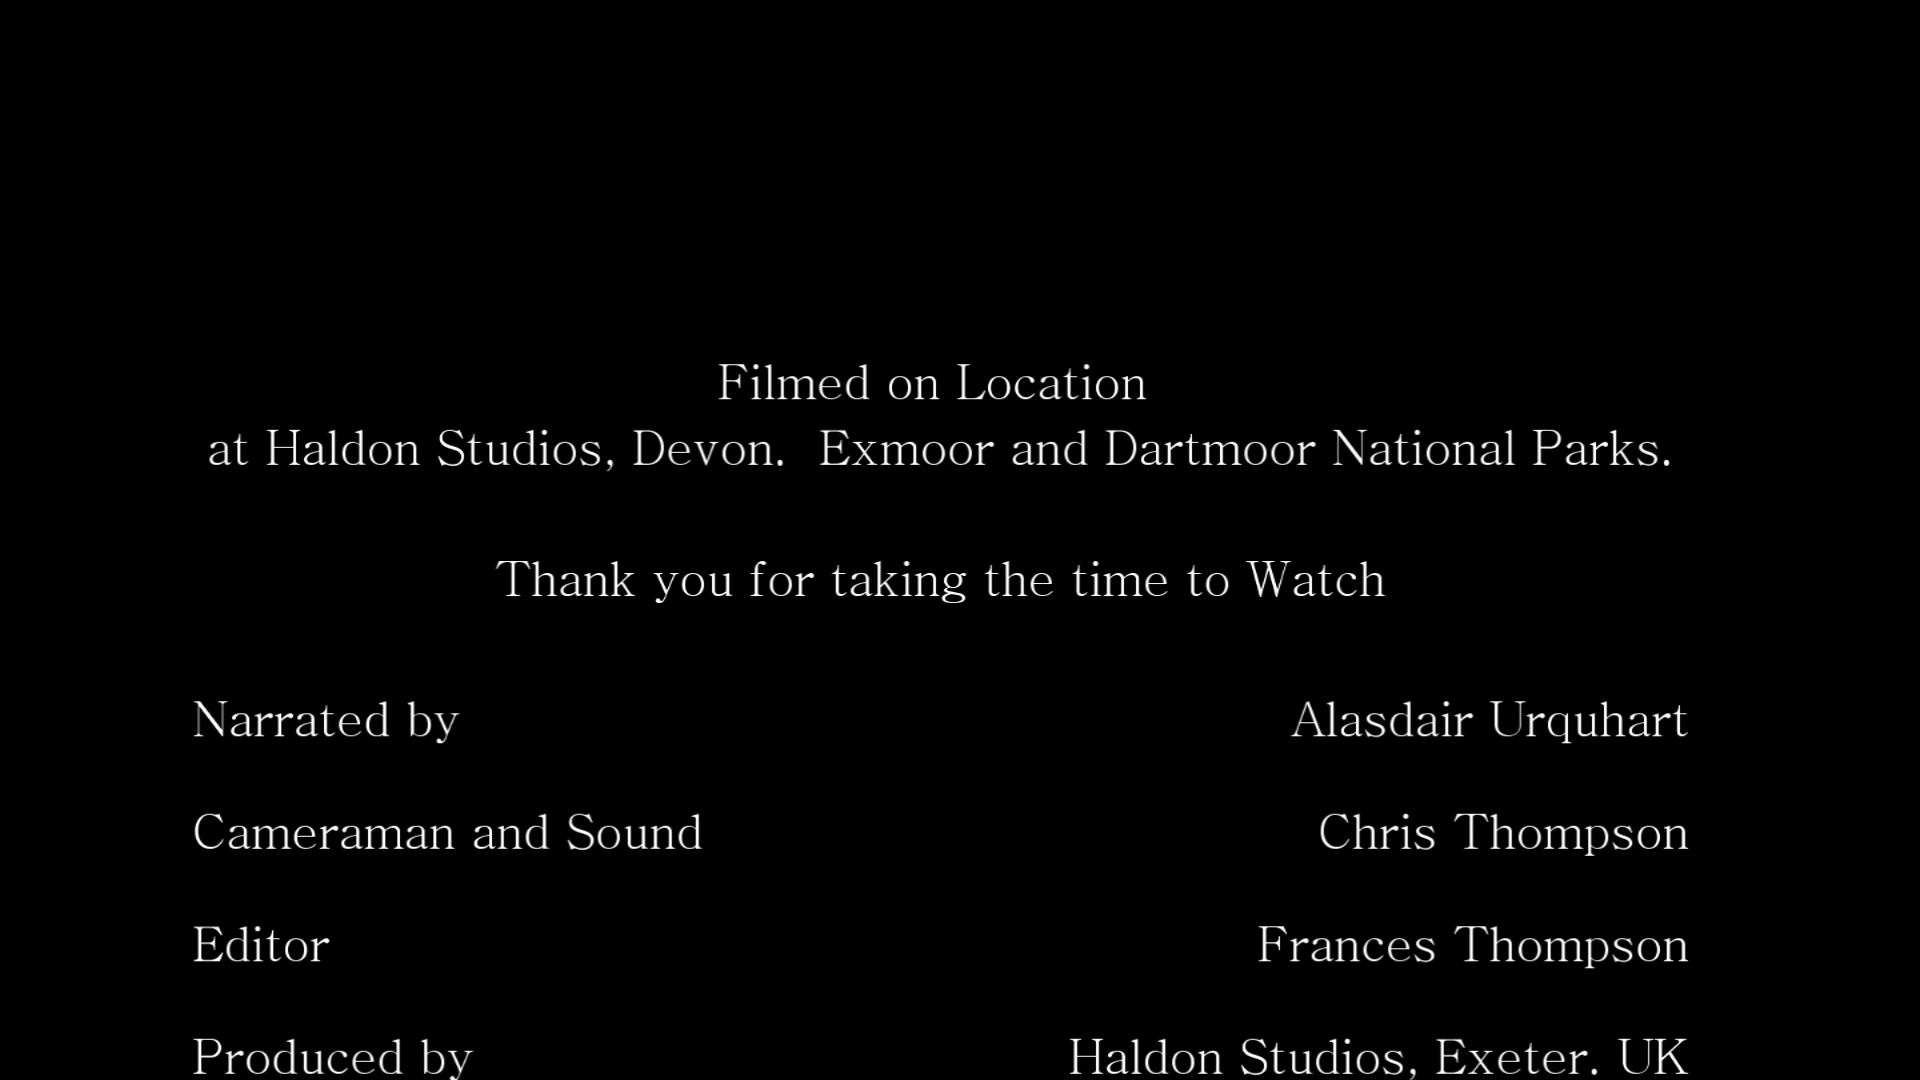 Filmed on Location
at Haldon Studios, Devon.  Exmoor and Dartmoor National Parks.
Thank you for taking the time to Watch
Narrated by Alasdair Urquhart
Cameraman and Sound Chris Thompson
Editor Frances Thompson
Produced by Haldon Studios, Exeter. UK